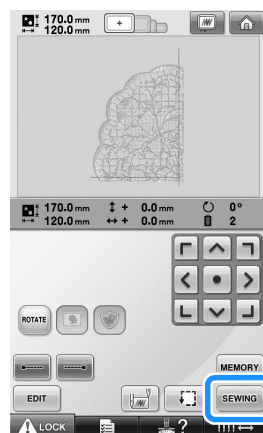 170.0 mm
120.0 mm
170.0 mm + 0.0 mm 0°
120.0 mm + 0.0 mm 2
ROTATE
MEMORY
EDIT SEWING
LOCK ?